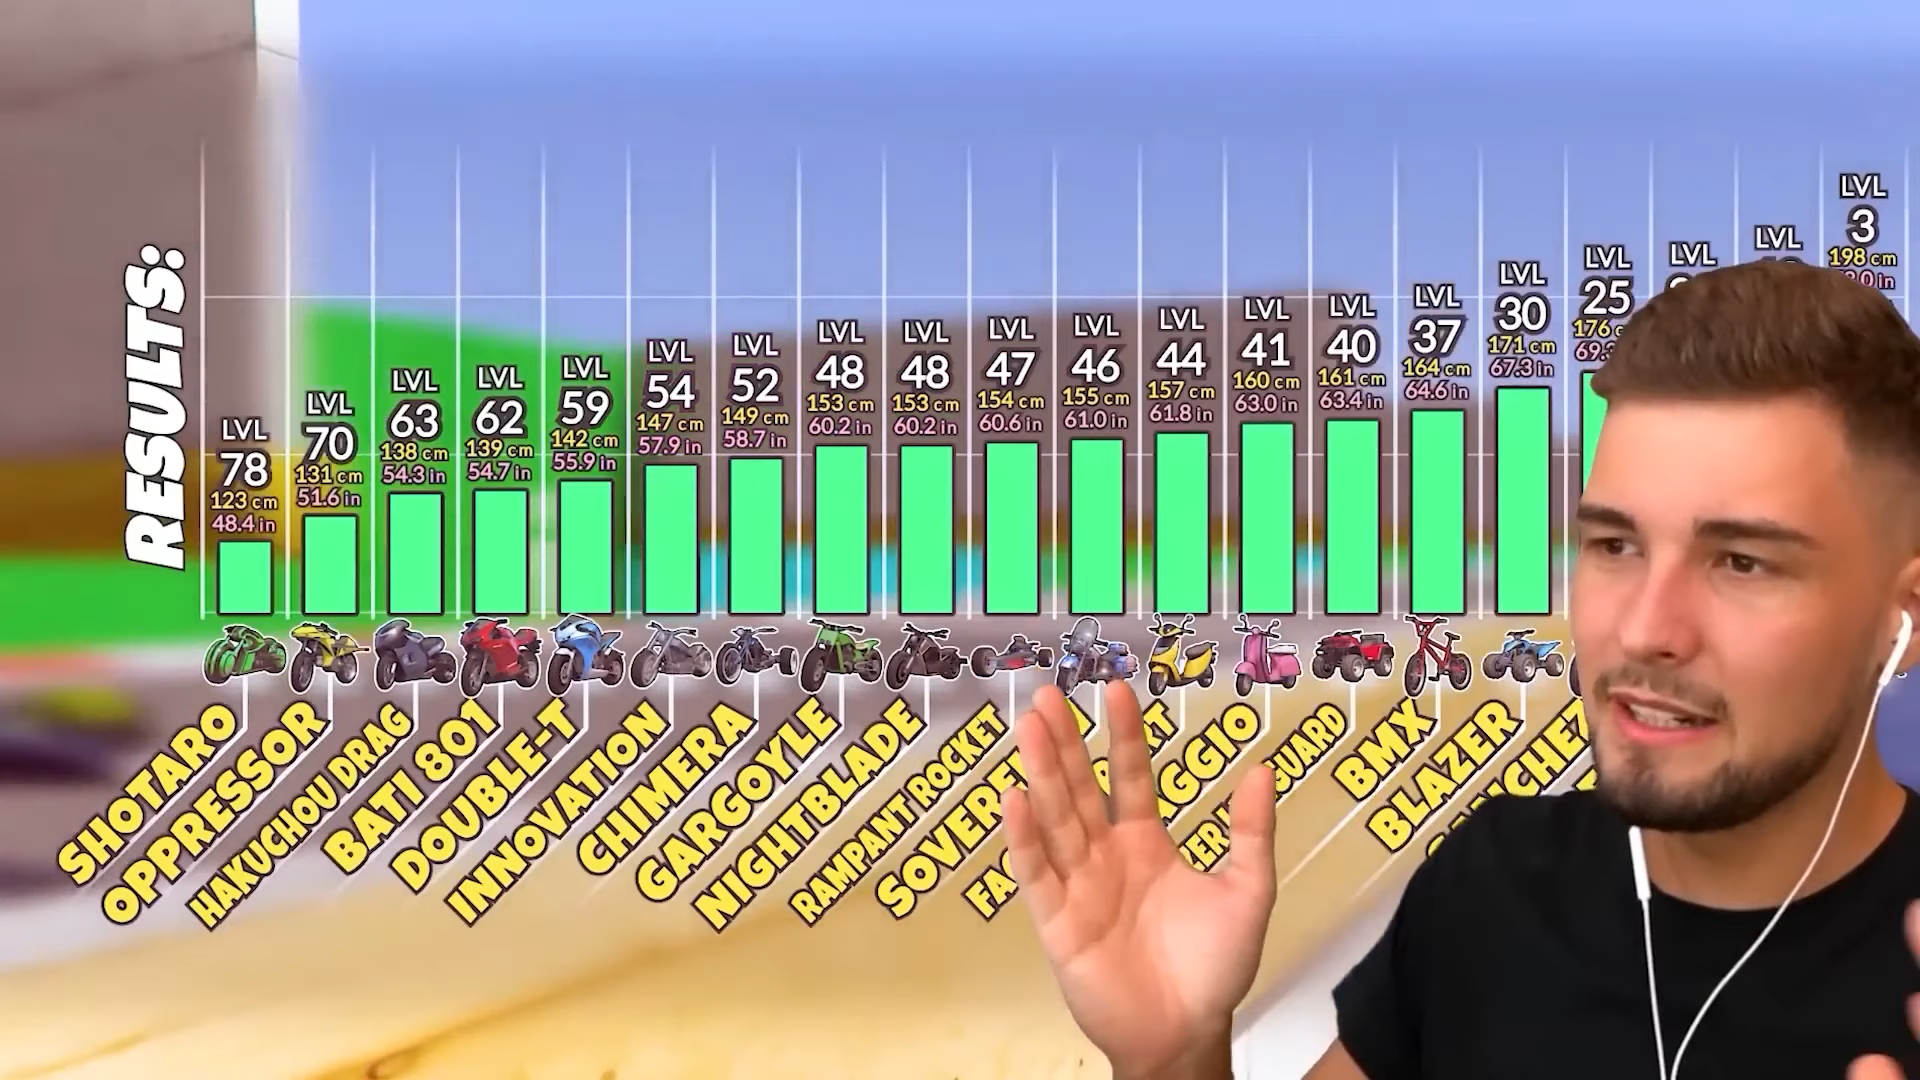 RESULTS:
LVL
78
123 cm
48.4 in
LVL
70
131 cm
51.6 in
LVL
63
138 cm
54.3 in
LVL
62
139 cm
54.7 in
LVL
59
142 cm
55.9 in
LVL
54
147 cm
57.9 in
LVL
52
149 cm
58.7 in
LVL
48
153 cm
60.2 in
LVL
48
153 cm
60.2 in
LVL
47
154 cm
60.6 in
LVL
46
155 cm
61.0 in
LVL
44
157 cm
61.8 in
LVL
41
160 cm
63.0 in
LVL
40
161 cm
63.4 in
LVL
37
164 cm
64.6 in
LVL
30
171 cm
67.3 in
LVL
25
176
LVL
LVL
LVL
3
198 cm
SHOTARO
OPPRESSOR
HAKUCHOU DRAG
BATI 801
DOUBLE-T
INNOVATION
CHIMERA
GARGOYLE
NIGHTBLADE
RAMPANT ROCKET
BMX
BLAZER